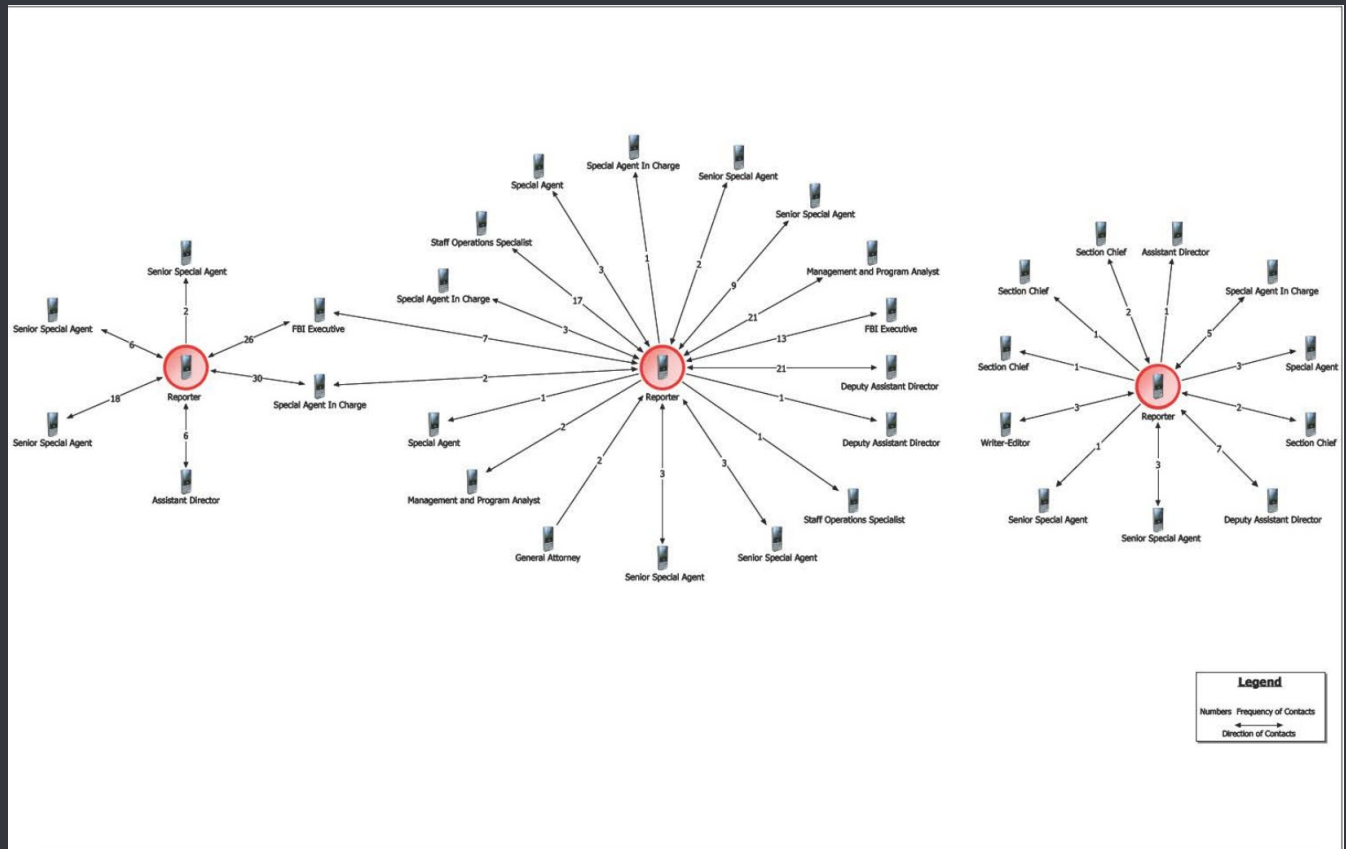 Senior Special Agent
2
Senior Special Agent
6
26
FBI Executive
Reporter
30
Special Agent In Charge
18
Senior Special Agent
6
Assistant Director
Special Agent In Charge
Special Agent
Senior Special Agent
Senior Special Agent
Staff Operations Specialist
Management and Program Analyst
Special Agent In Charge
FBI Executive
Deputy Assistant Director
Deputy Assistant Director
3
1
2
9
17
21
3
13
7
21
2
Reporter
1
1
Special Agent
2
1
Management and Program Analyst
2
3
3
Staff Operations Specialist
General Attorney
Senior Special Agent
Senior Special Agent
Section Chief
Assistant Director
Section Chief
Special Agent In Charge
2
1
1
5
Section Chief
1
3
Special Agent
Reporter
3
2
Writer-Editor
Section Chief
1
3
7
Senior Special Agent
Senior Special Agent
Deputy Assistant Director
Legend
Numbers Frequency of Contacts
Direction of Contacts